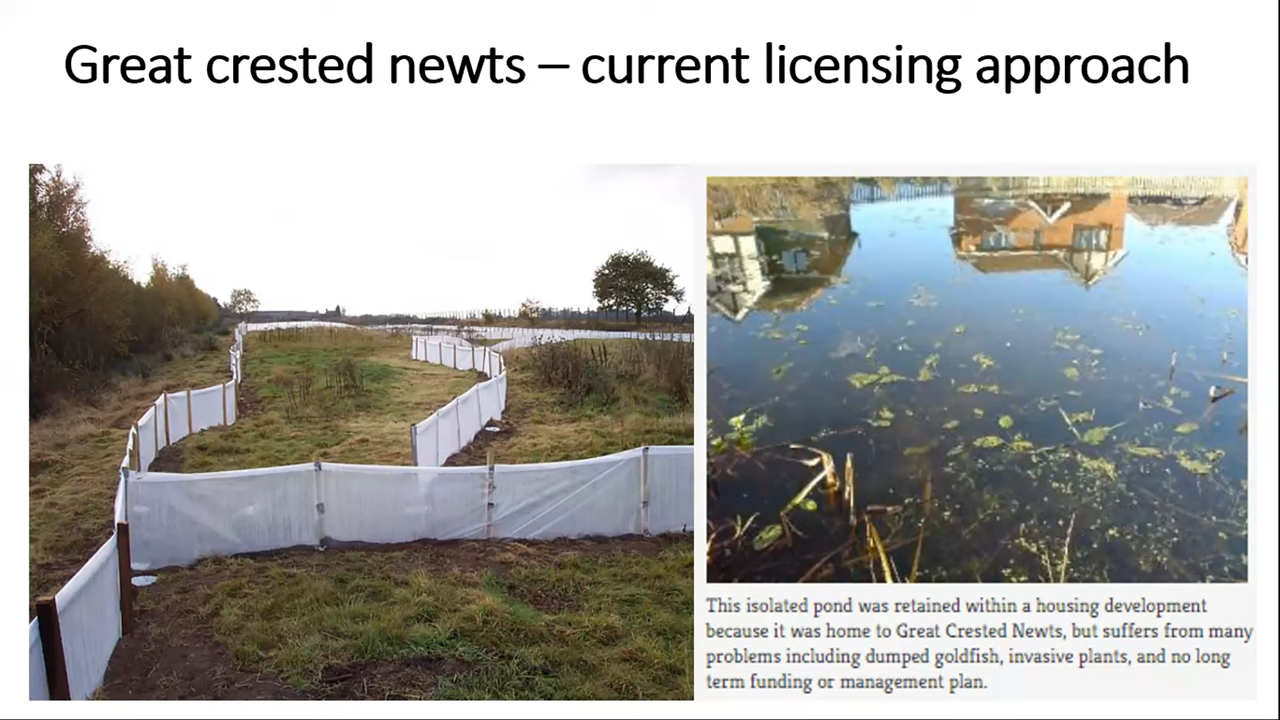 Great crested newts – current licensing approach
This isolated pond was retained within a housing development
because it was home to Great Crested Newts, but suffers from many
problems including dumped goldfish, invasive plants, and no long
term funding or management plan.